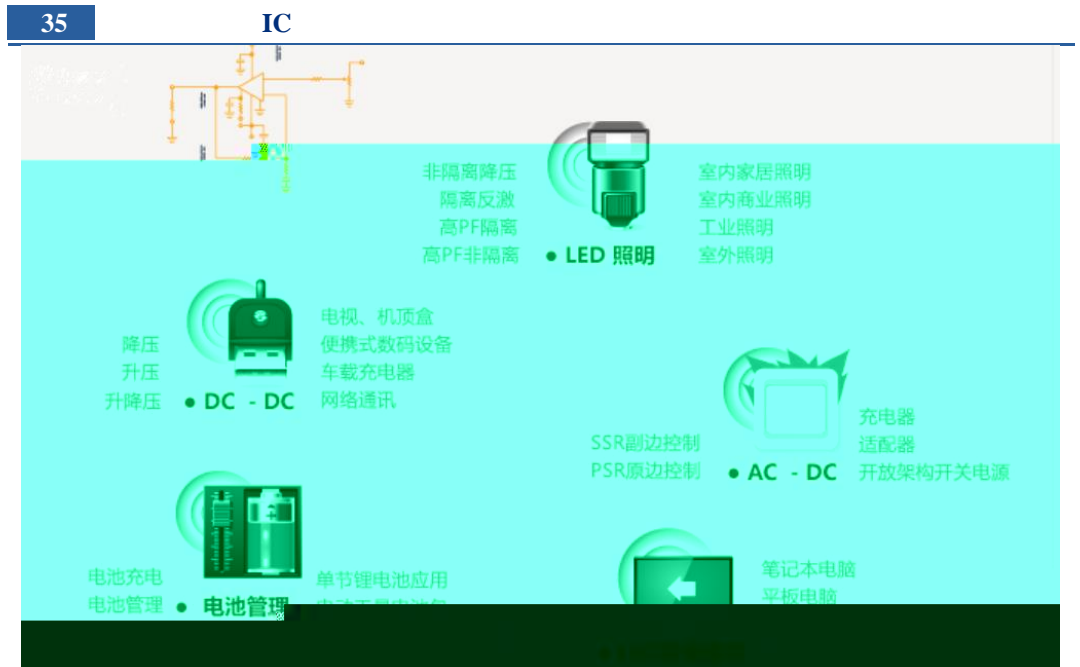 35 IC
非隔离降压
隔离反激
高PF隔离
高PF非隔离
• LED 照明
室内家居照明
室内商业照明
工业照明
室外照明
降压
升压
升降压
• DC - DC
电视、机顶盒
便携式数码设备
车载充电器
网络通讯
SSR副边控制
PSR原边控制
• AC - DC
充电器
适配器
开放架构开关电源
电池充电
电池管理
• 电池管理
单节锂电池应用
笔记本电脑
平板电脑